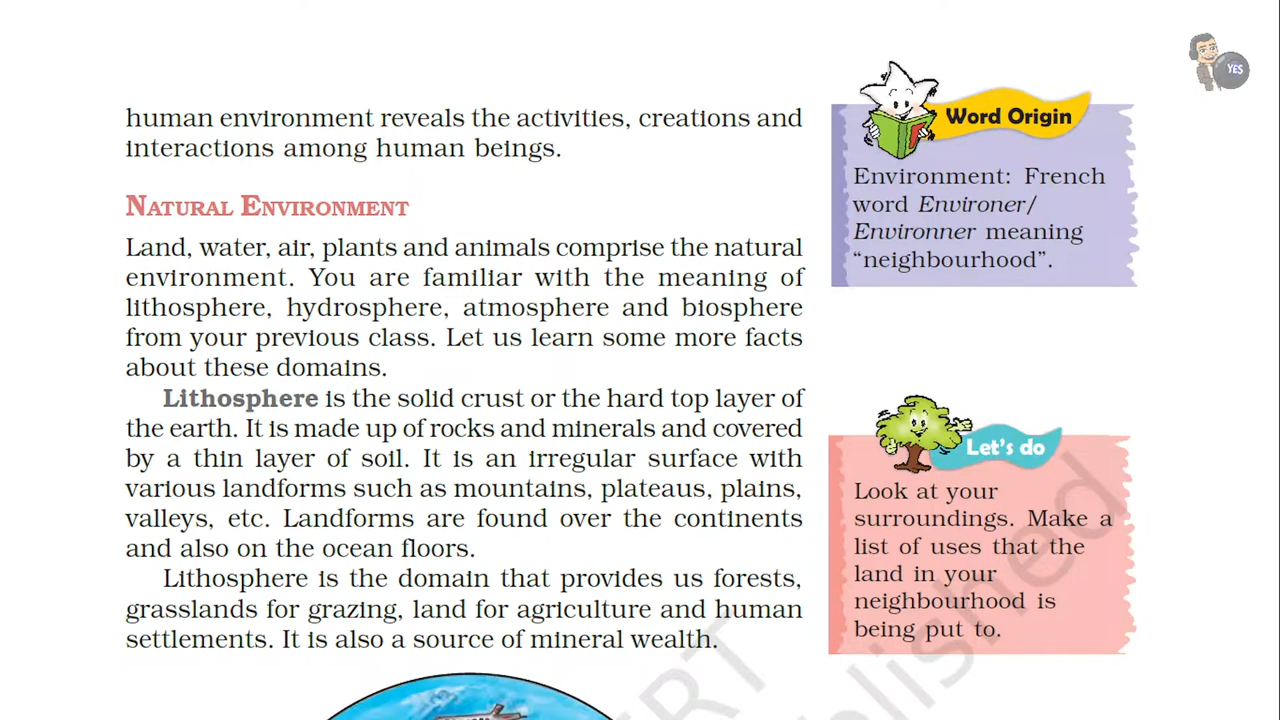 human environment reveals the activities, creations and
interactions among human beings.
NATURAL ENVIRONMENT
Land, water, air, plants and animals comprise the natural
environment. You are familiar with the meaning of
lithosphere, hydrosphere, atmosphere and biosphere
from your previous class. Let us learn some more facts
about these domains.
Lithosphere is the solid crust or the hard top layer of
the earth. It is made up of rocks and minerals and covered
by a thin layer of soil. It is an irregular surface with
various landforms such as mountains, plateaus, plains,
valleys, etc. Landforms are found over the continents
and also on the ocean floors.
Lithosphere is the domain that provides us forests,
grasslands for grazing, land for agriculture and human
settlements. It is also a source of mineral wealth.
YES
Word Origin
Environment: French
word Environer/
Environner meaning
“neighbourhood”.
Let's do
Look at your
surroundings. Make a
list of uses that the
land in your
neighbourhood is
being put to.